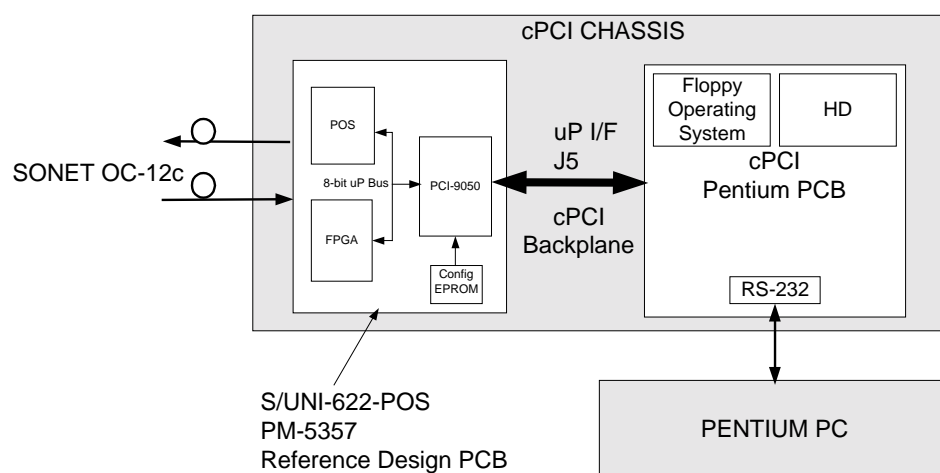 cPCI CHASSIS
POS
8-bit uP Bus
PCI-9050
FPGA
Config
EPROM
SONET OC-12c
uP I/F
J5
cPCI
Backplane
Floppy
Operating
System
HD
cPCI
Pentium PCB
RS-232
S/UNI-622-POS
PM-5357
Reference Design PCB
PENTIUM PC